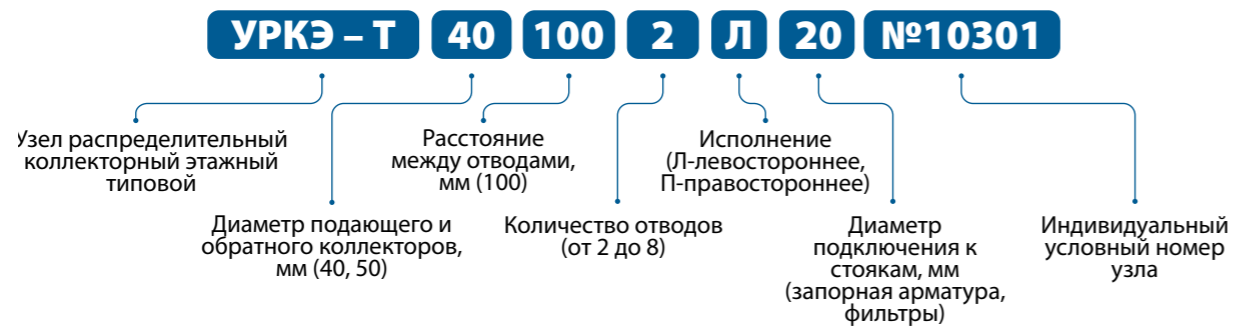 УРКЭ – Т 40 100 2 Л 20 №10301
Узел распределительный
коллекторный этажный
типовой
Диаметр подающего и
обратного коллекторов,
мм (40, 50)
Расстояние
между отводами,
мм (100)
Количество отводов
(от 2 до 8)
Исполнение
(Л-левостороннее,
П-правостороннее)
Диаметр
подключения к
стоякам, мм
(запорная арматура,
фильтры)
Индивидуальный
условный номер
узла